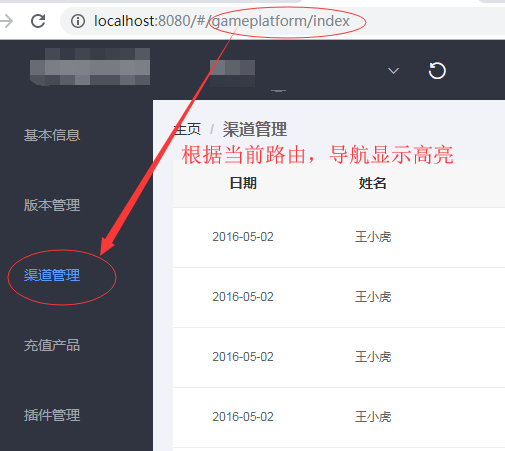 localhost:8080/#/gameplatform/index
基本信息
版本管理
渠道管理
充值产品
插件管理
主页 / 渠道管理
根据当前路由，导航显示高亮
日期 姓名
2016-05-02 王小虎
2016-05-02 王小虎
2016-05-02 王小虎
2016-05-02 王小虎